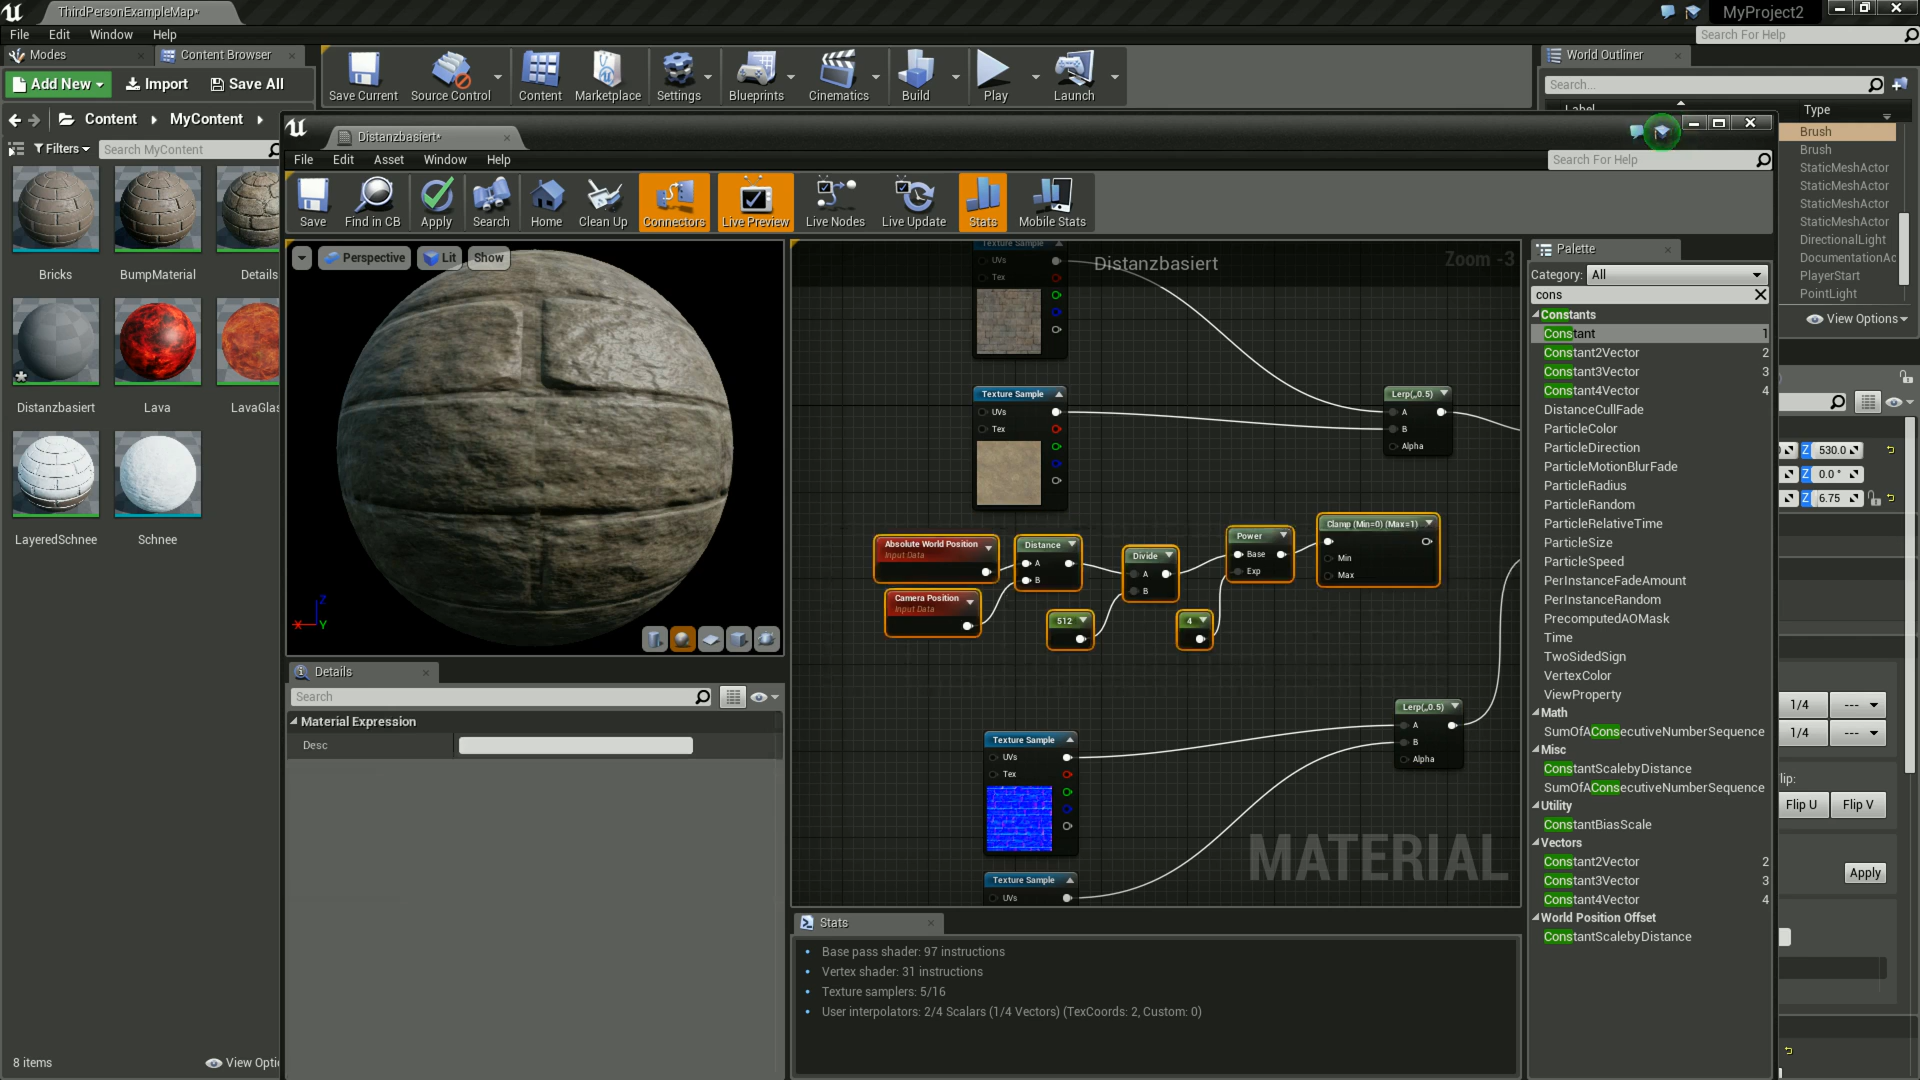 ThirdPersonExampleMap*
MyProject2
File Edit Window Help
Search For Help
Modes
Content Browser
World Outliner
Add New
Import
Save All
Save Current
Source Control
Content
Marketplace
Settings
Blueprints
Cinematics
Build
Play
Launch
Search...
Label
Type
Content
MyContent
Filters
Search MyContent
Brush
Brush
StaticMeshActor
StaticMeshActor
StaticMeshActor
StaticMeshActor
DirectionalLight
DocumentationAc
PlayerStart
PointLight
View Options
Bricks
BumpMaterial
Details
Distanzbasiert
Lava
LavaGlas
LayeredSchnee
Schnee
8 items
View Opti
Distanzbasiert*
File Edit Asset Window Help
Search For Help
Save
Find in CB
Apply
Search
Home
Clean Up
Connectors
Live Preview
Live Nodes
Live Update
Stats
Mobile Stats
Perspective
Lit
Show
Z
X
Y
Details
Search
Material Expression
Desc
Distanzbasiert
Zoom -3
Texture Sample
UVs
Tex
Texture Sample
UVs
Tex
Lerp(,,0.5)
A
B
Alpha
Absolute World Position
Input Data
Camera Position
Input Data
Distance
A
B
Divide
A
B
512
4
Power
Base
Exp
Clamp (Min=0) (Max=1)
Min
Max
Lerp(,,0.5)
A
B
Alpha
Texture Sample
UVs
Tex
Texture Sample
UVs
MATERIAL
Stats
Base pass shader: 97 instructions
Vertex shader: 31 instructions
Texture samplers: 5/16
User interpolators: 2/4 Scalars (1/4 Vectors) (TexCoords: 2, Custom: 0)
Palette
Category: All
cons
Constants
Constant 1
Constant2Vector 2
Constant3Vector 3
Constant4Vector 4
DistanceCullFade
ParticleColor
ParticleDirection
ParticleMotionBlurFade
ParticleRadius
ParticleRandom
ParticleRelativeTime
ParticleSize
ParticleSpeed
PerInstanceFadeAmount
PerInstanceRandom
PrecomputedAOMask
Time
TwoSidedSign
VertexColor
ViewProperty
Math
SumOfAConsecutiveNumberSequence
Misc
ConstantScalebyDistance
SumOfAConsecutiveNumberSequence
Utility
ConstantBiasScale
Vectors
Constant2Vector 2
Constant3Vector 3
Constant4Vector 4
World Position Offset
ConstantScalebyDistance
Z 530.0
Z 0.0 °
Z 6.75
1/4 ---
1/4 ---
lip:
Flip U
Flip V
Apply